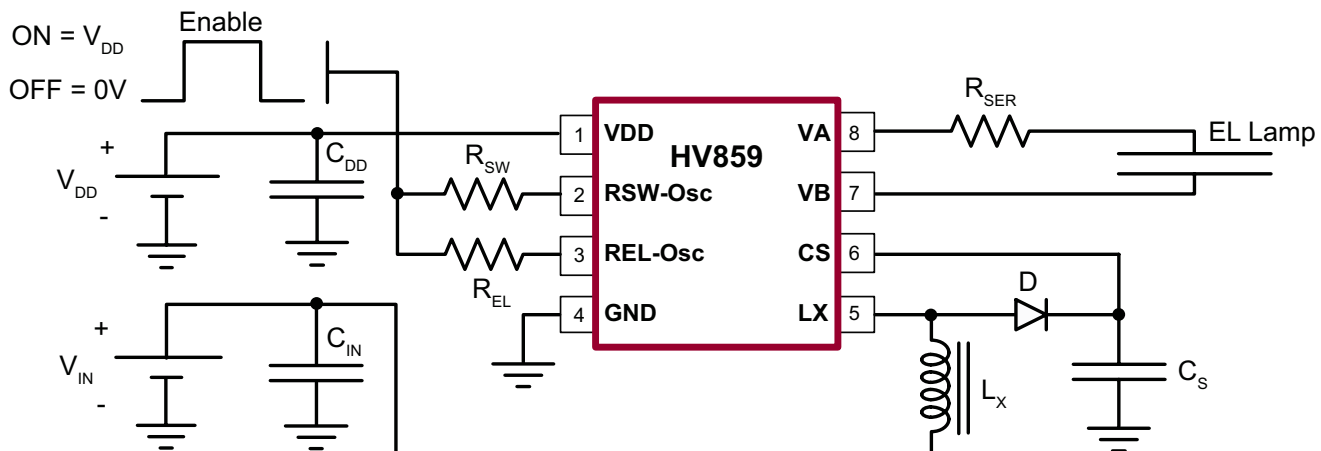 Enable
ON = VDD
OFF = 0V
+
VDD
-
CDD
RSW
REL
+
VIN
-
CIN
HV859
1 VDD
2 RSW-Osc
3 REL-Osc
4 GND
VA 8
VB 7
CS 6
LX 5
RSER
EL Lamp
D
LX
CS